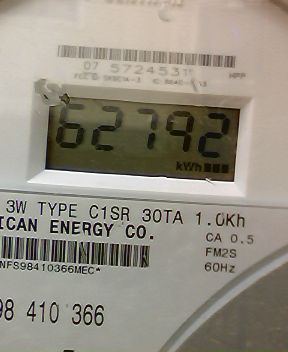 07 572453
62792
kWh
3W TYPE C1SR 30TA 1.0Kh
ICAN ENERGY CO.
CA 0.5
FM2S
60Hz
NFS98410366MEC*
98 410 366